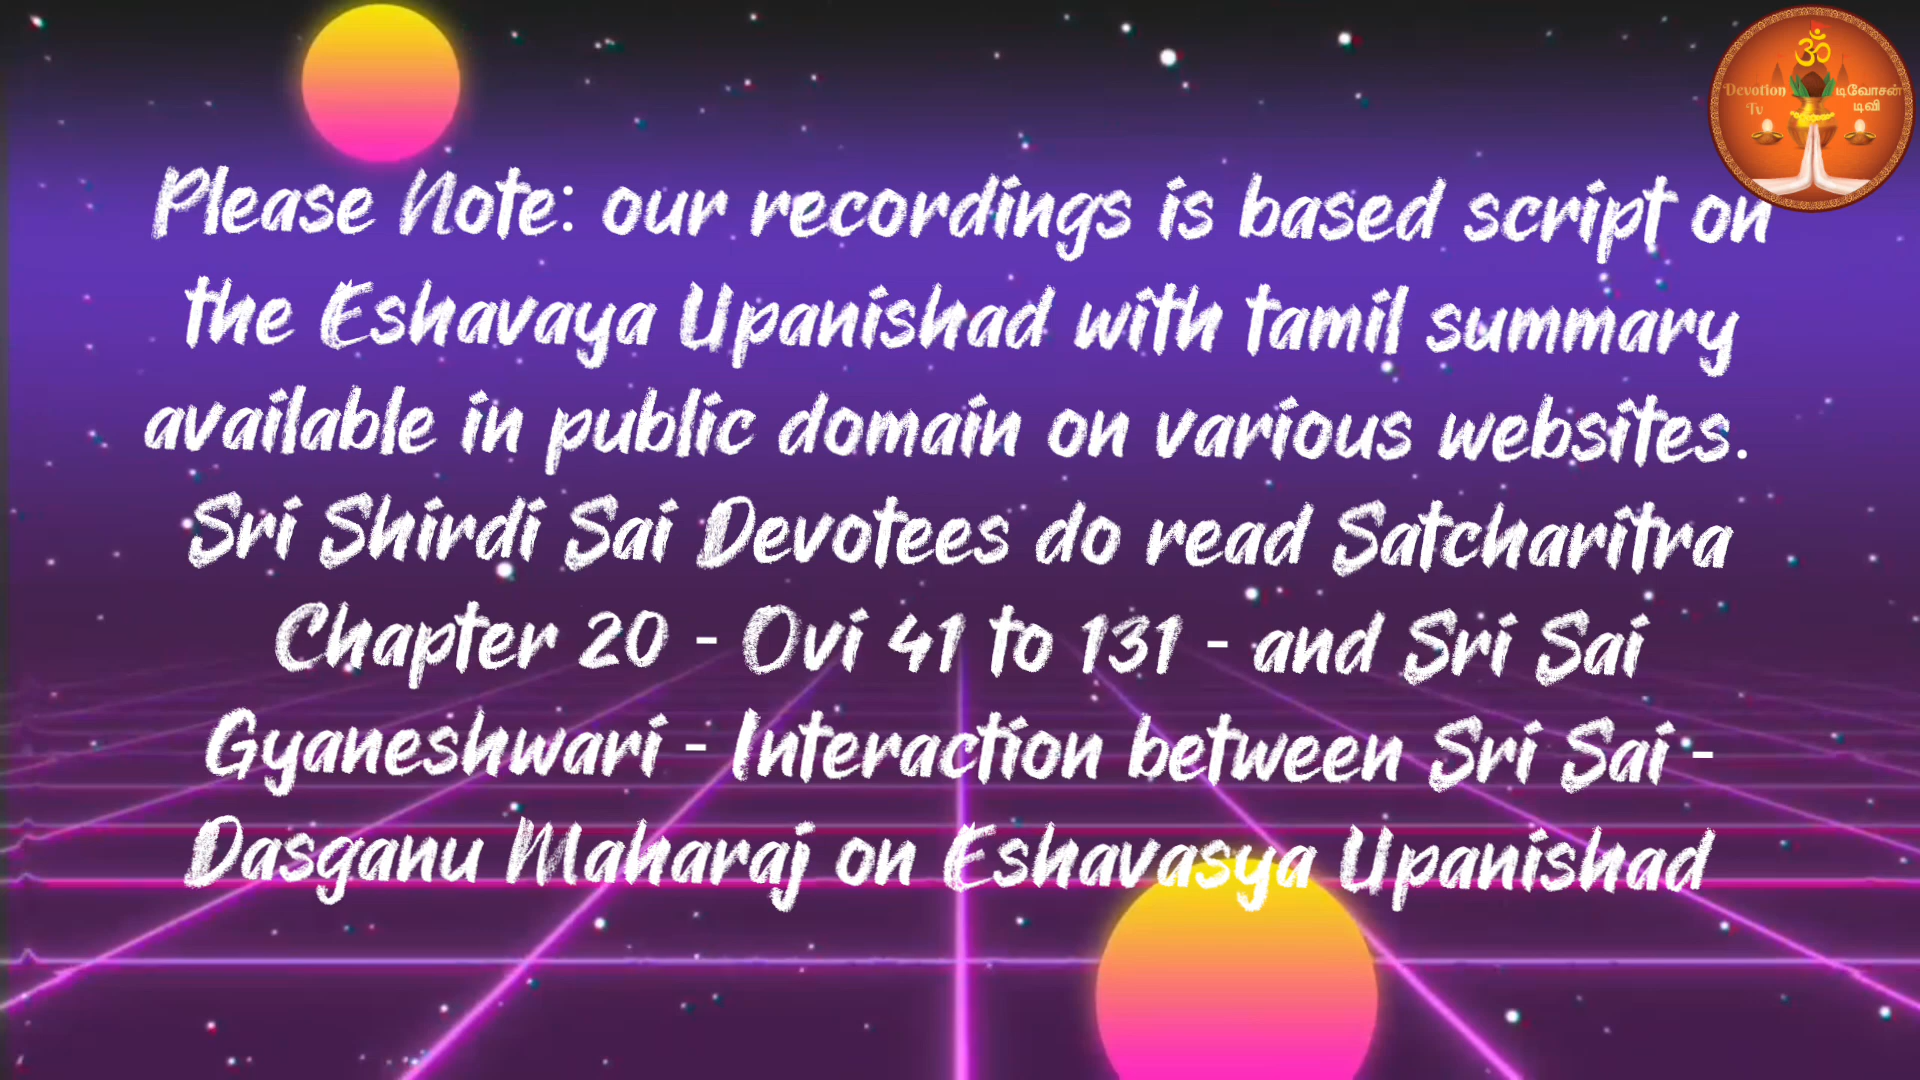 ॐ
Devotion டிவோசன்
Tv டிவி
Please Note: our recordings is based script on
the Eshavaya Upanishad with tamil summary
available in public domain on various websites.
Sri Shirdi Sai Devotees do read Satcharitra
Chapter 20 - Ovi 41 to 131 - and Sri Sai
Gyaneshwari - Interaction between Sri Sai -
Dasganu Maharaj on Eshavasya Upanishad